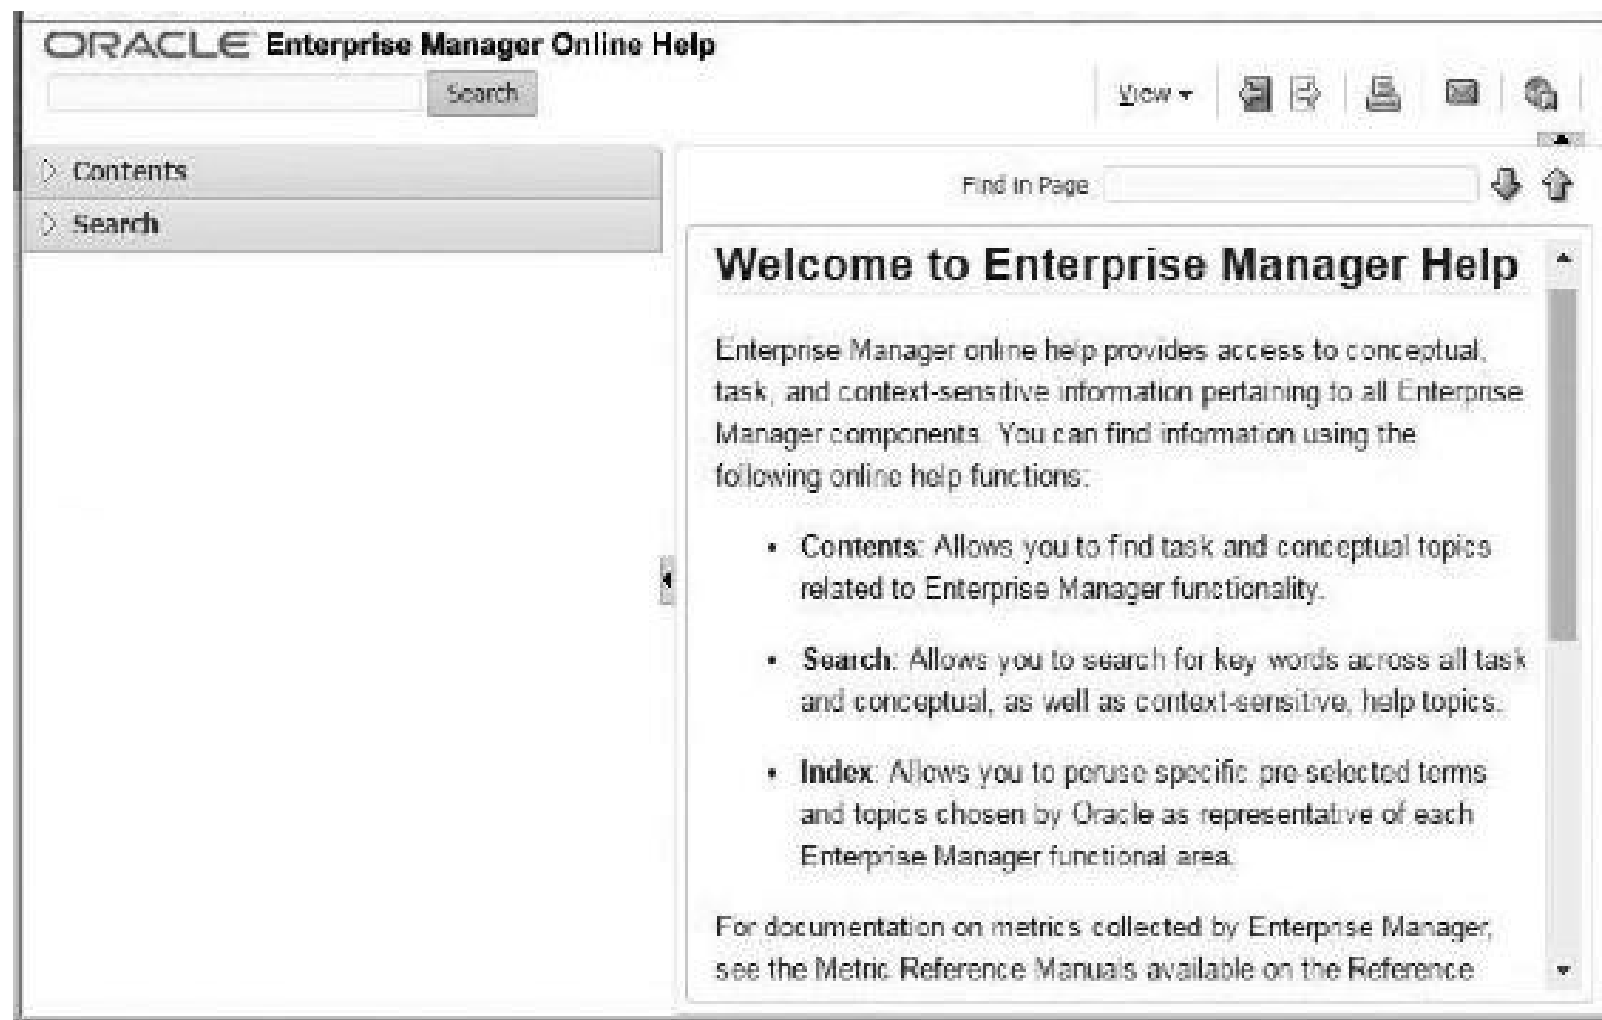 ORACLE Enterprise Manager Online Help
Search
View
Contents
Search
Find in Page
Welcome to Enterprise Manager Help
Enterprise Manager online help provides access to conceptual,
task, and context-sensitive information pertaining to all Enterprise
Manager components. You can find information using the
following online help functions:
• Contents: Allows you to find task and conceptual topics
related to Enterprise Manager functionality.
• Search: Allows you to search for key words across all task
and conceptual, as well as context-sensitive, help topics.
• Index: Allows you to peruse specific pre-selected terms
and topics chosen by Oracle as representative of each
Enterprise Manager functional area.
For documentation on metrics collected by Enterprise Manager,
see the Metric Reference Manuals available on the Reference